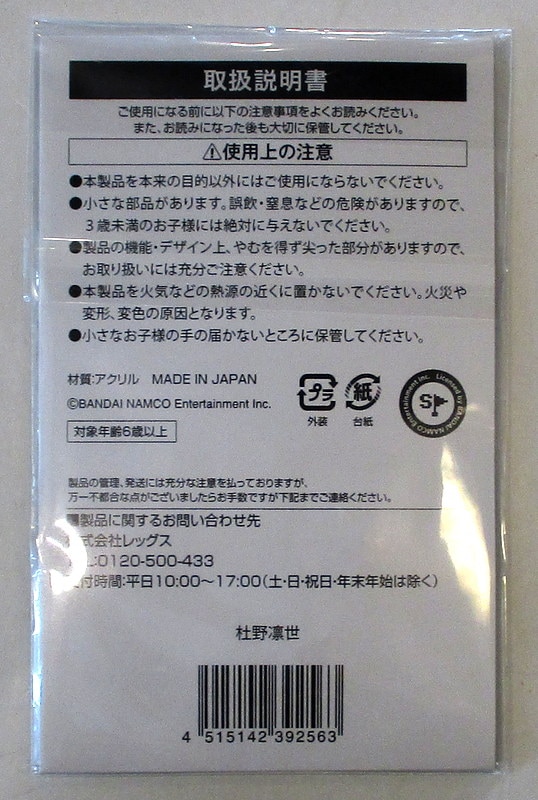 取扱説明書
ご使用になる前に以下の注意事項をよくお読みください。
また、お読みになった後も大切に保管してください。
⚠使用上の注意
●本製品を本来の目的以外にはご使用にならないでください。
●小さな部品があります。誤飲・窒息などの危険がありますので、
３歳未満のお子様には絶対に与えないでください。
●製品の機能・デザイン上、やむを得ず尖った部分がありますので、
お取り扱いには充分ご注意ください。
●本製品を火気などの熱源の近くに置かないでください。火災や
変形、変色の原因となります。
●小さなお子様の手の届かないところに保管してください。
材質:アクリル MADE IN JAPAN
©BANDAI NAMCO Entertainment Inc.
対象年齢6歳以上
プラ
外装
紙
台紙
Licensed by BANDAI NAMCO Entertainment Inc.
SP
製品の管理、発送には充分な注意を払っておりますが、
万一不都合な点がございましたらお手数ですが下記までご連絡ください。
■製品に関するお問い合わせ先
式会社レッグス
:0120-500-433
付時間:平日10:00〜17:00(土・日・祝日・年末年始は除く)
杜野凛世
4 515142 392563